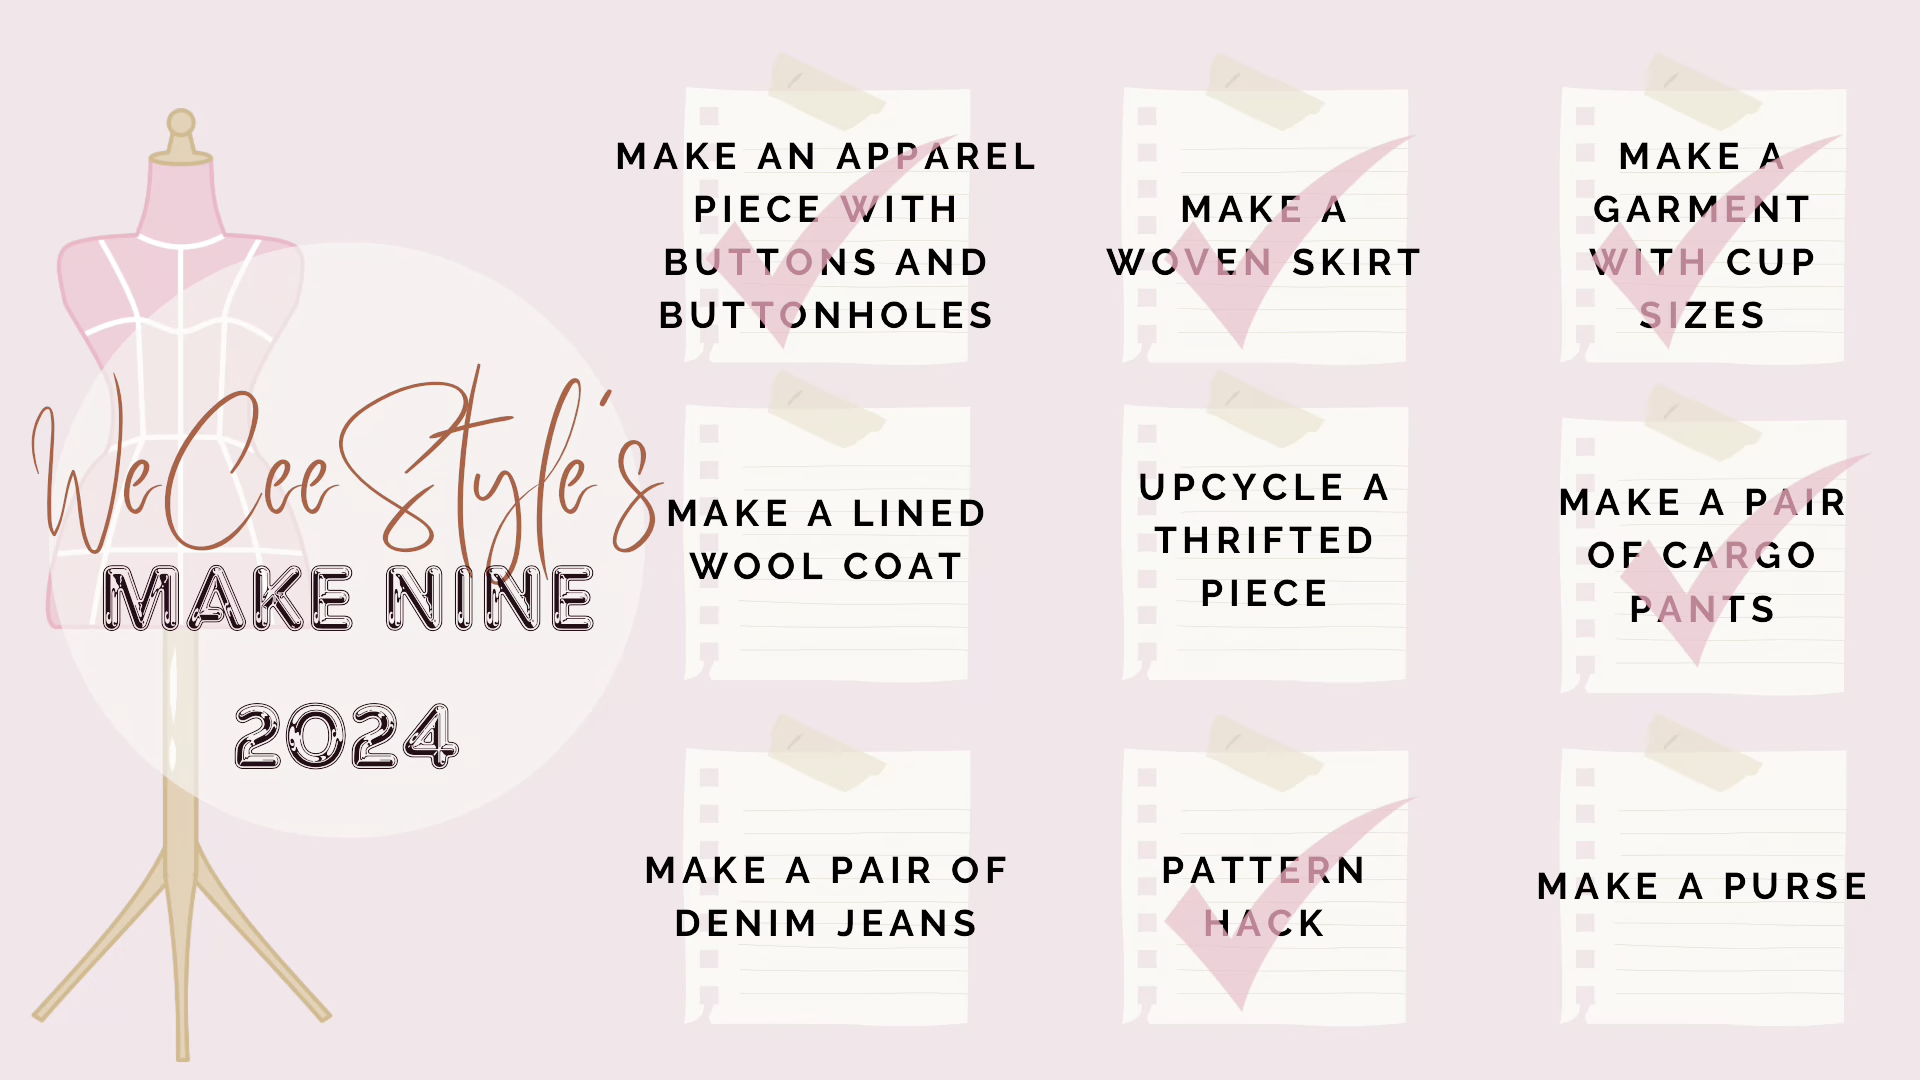 WeCeeStyle's
MAKE NINE
2024
MAKE AN APPAREL
PIECE WITH
BUTTONS AND
BUTTONHOLES
MAKE A
WOVEN SKIRT
MAKE A
GARMENT
WITH CUP
SIZES
MAKE A LINED
WOOL COAT
UPCYCLE A
THRIFTED
PIECE
MAKE A PAIR
OF CARGO
PANTS
MAKE A PAIR OF
DENIM JEANS
PATTERN
HACK
MAKE A PURSE